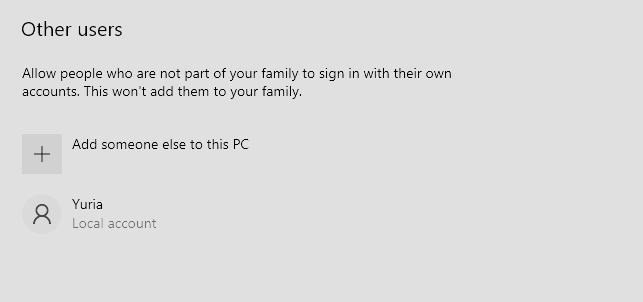 Other users
Allow people who are not part of your family to sign in with their own
accounts. This won't add them to your family.
Add someone else to this PC
Yuria
Local account